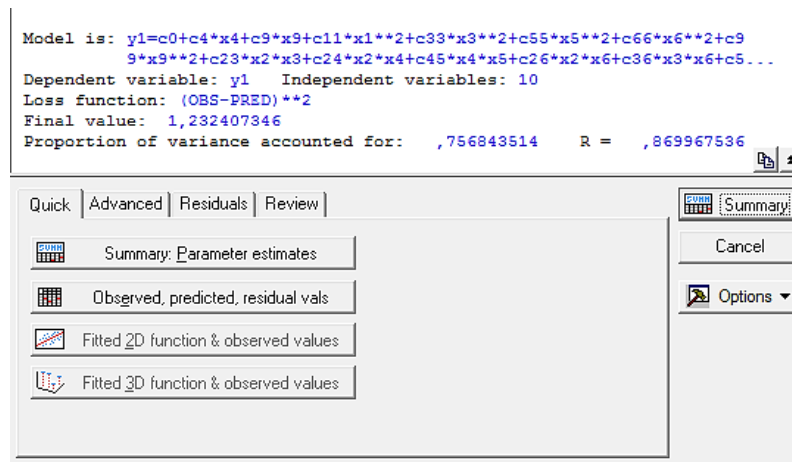 Model is: y1=c0+c4*x4+c9*x9+c11*x1**2+c33*x3**2+c55*x5**2+c66*x6**2+c9
9*x9**2+c23*x2*x3+c24*x2*x4+c45*x4*x5+c26*x2*x6+c36*x3*x6+c5...
Dependent variable: y1 Independent variables: 10
Loss function: (OBS-PRED)**2
Final value: 1,232407346
Proportion of variance accounted for: ,756843514 R = ,869967536
Quick Advanced Residuals Review
Summary: Parameter estimates
Observed, predicted, residual vals
Fitted 2D function & observed values
Fitted 3D function & observed values
Summary
Cancel
Options